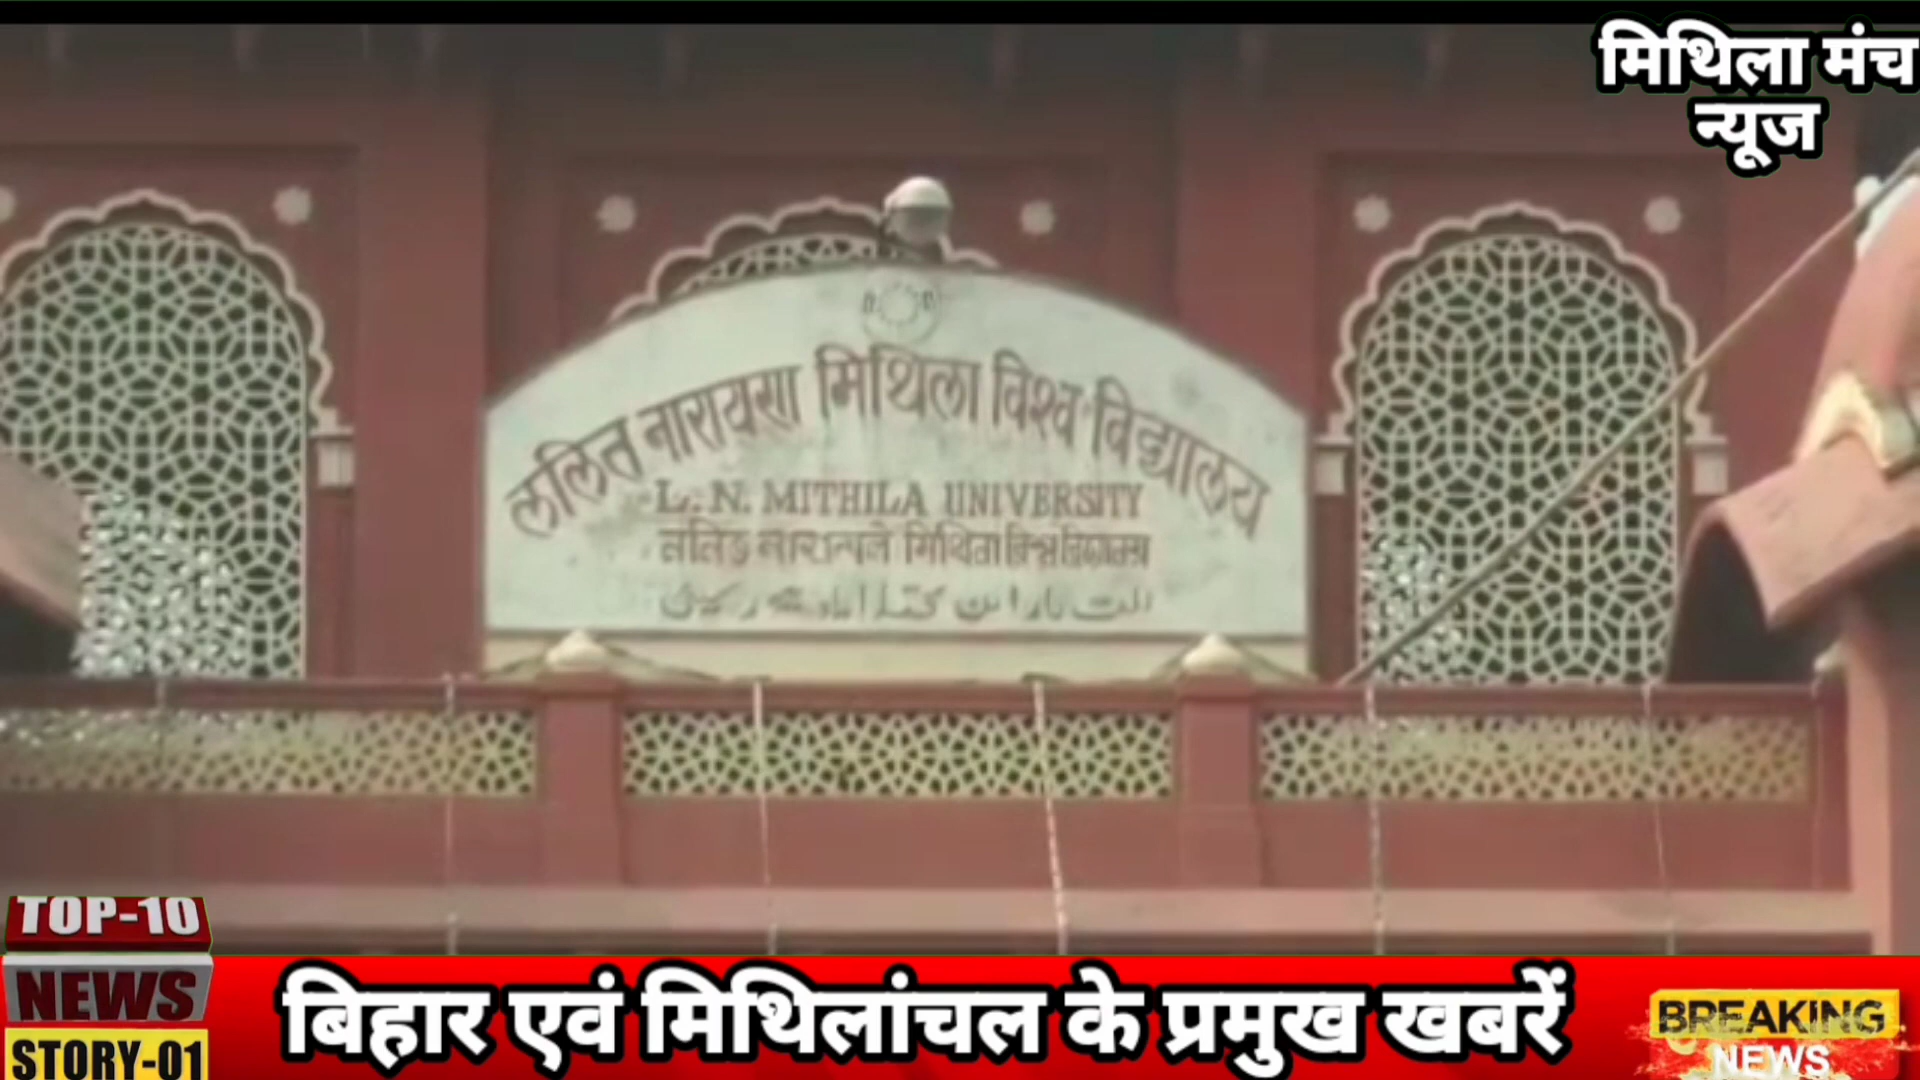 मिथिला मंच
न्यूज
ललित नारायण मिथिला विश्व विद्यालय
L. N. MITHILA UNIVERSITY
TOP-10
NEWS
STORY-01
बिहार एवं मिथिलांचल के प्रमुख खबरें
BREAKING
NEWS